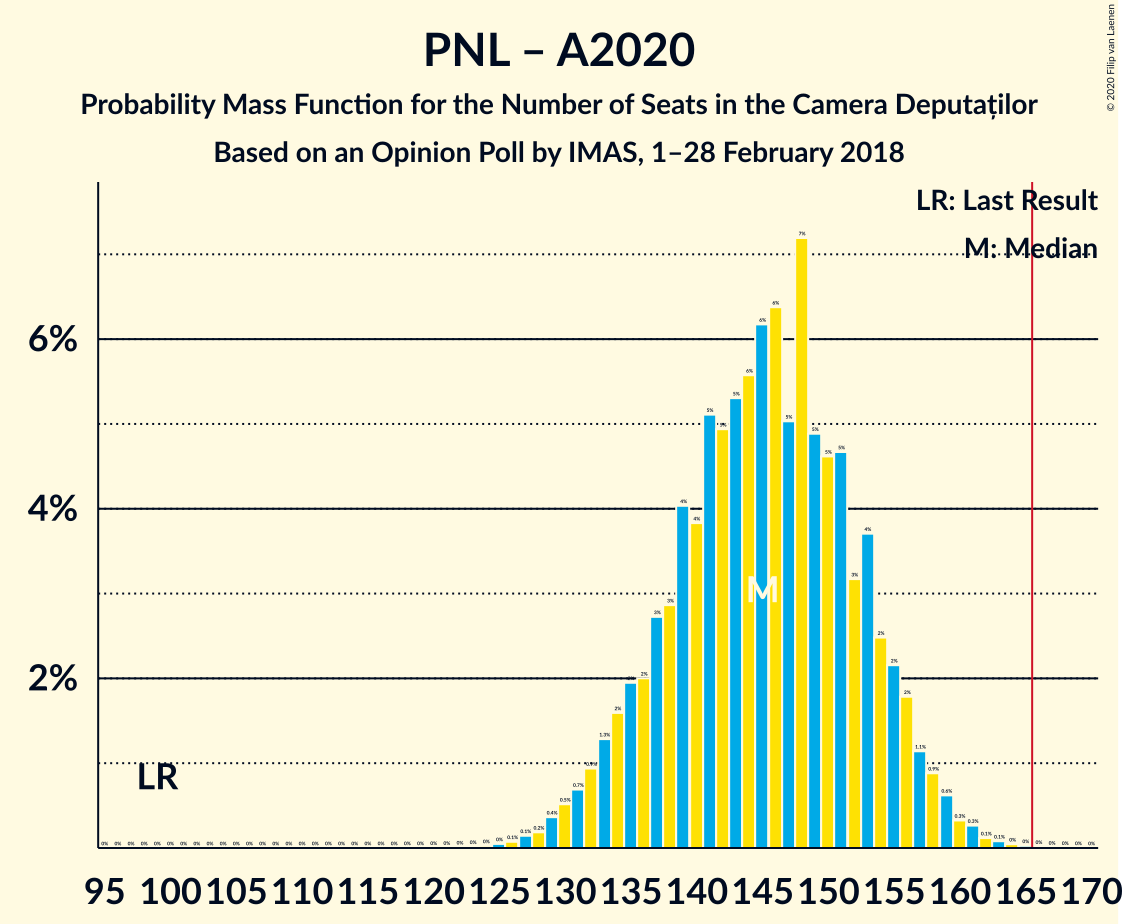 PNL – A2020
Probability Mass Function for the Number of Seats in the Camera Deputaților
Based on an Opinion Poll by IMAS, 1–28 February 2018
© 2020 Filip van Laenen
LR: Last Result
M: Median
6%
4%
2%
LR
M
95 100 105 110 115 120 125 130 135 140 145 150 155 160 165 170